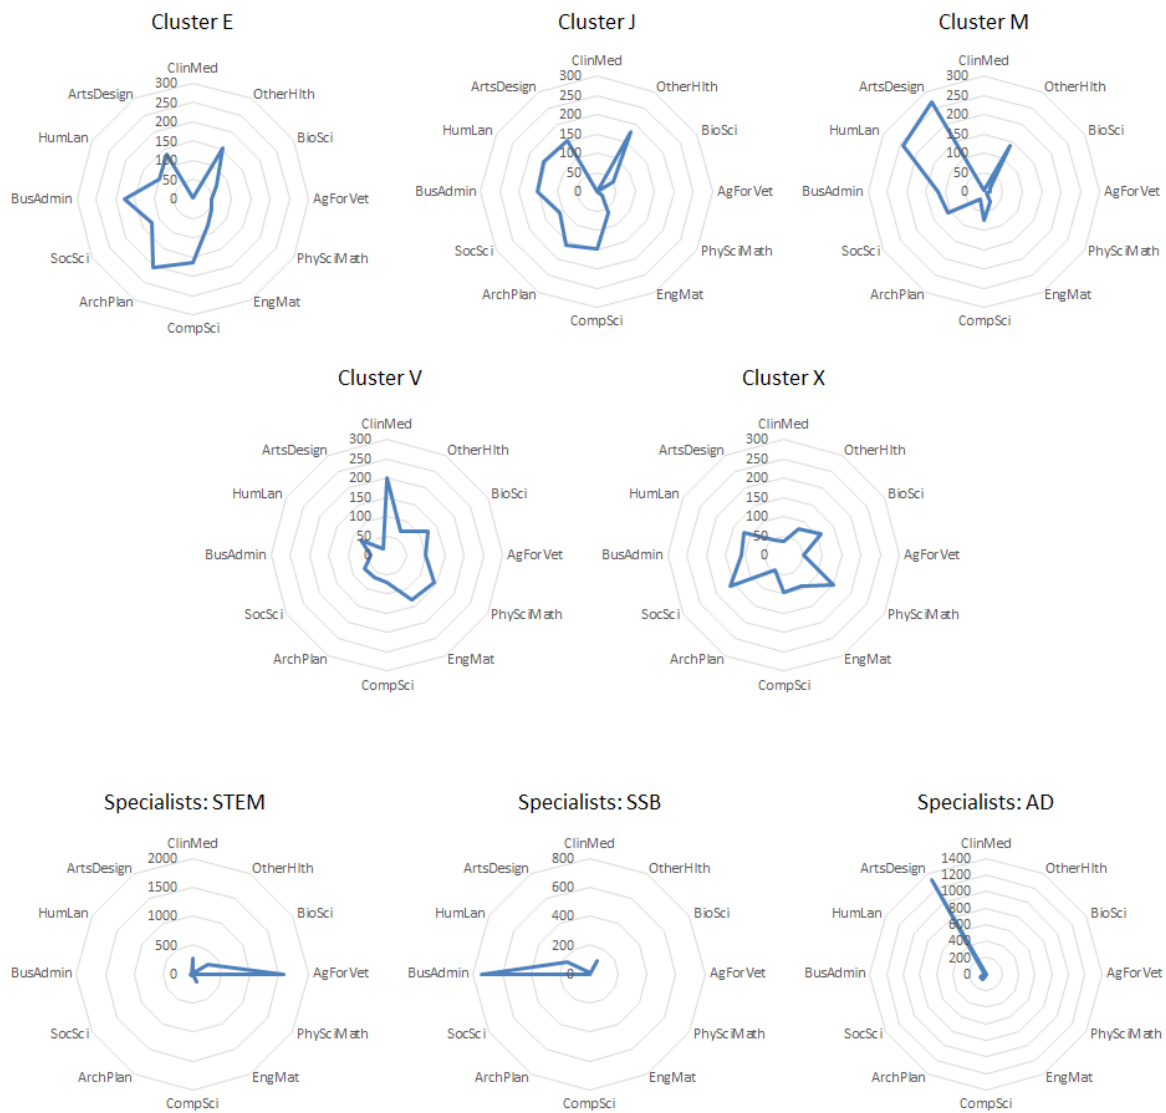 Cluster E
ClinMed
300
250
200
150
100
50
0
OtherHlth
BioSci
AgForVet
PhySciMath
EngMat
CompSci
ArchPlan
SocSci
BusAdmin
HumLan
ArtsDesign
Cluster J
ClinMed
300
250
200
150
100
50
0
OtherHlth
BioSci
AgForVet
PhySciMath
EngMat
CompSci
ArchPlan
SocSci
BusAdmin
HumLan
ArtsDesign
Cluster M
ClinMed
300
250
200
150
100
50
0
OtherHlth
BioSci
AgForVet
PhySciMath
EngMat
CompSci
ArchPlan
SocSci
BusAdmin
HumLan
ArtsDesign
Cluster V
ClinMed
300
250
200
150
100
50
0
OtherHlth
BioSci
AgForVet
PhySciMath
EngMat
CompSci
ArchPlan
SocSci
BusAdmin
HumLan
ArtsDesign
Cluster X
ClinMed
300
250
200
150
100
50
0
OtherHlth
BioSci
AgForVet
PhySciMath
EngMat
CompSci
ArchPlan
SocSci
BusAdmin
HumLan
ArtsDesign
Specialists: STEM
ClinMed
2000
1500
1000
500
0
OtherHlth
BioSci
AgForVet
PhySciMath
EngMat
CompSci
ArchPlan
SocSci
BusAdmin
HumLan
ArtsDesign
Specialists: SSB
ClinMed
800
600
400
200
0
OtherHlth
BioSci
AgForVet
PhySciMath
EngMat
CompSci
ArchPlan
SocSci
BusAdmin
HumLan
ArtsDesign
Specialists: AD
ClinMed
1400
1200
1000
800
600
400
200
0
OtherHlth
BioSci
AgForVet
PhySciMath
EngMat
CompSci
ArchPlan
SocSci
BusAdmin
HumLan
ArtsDesign